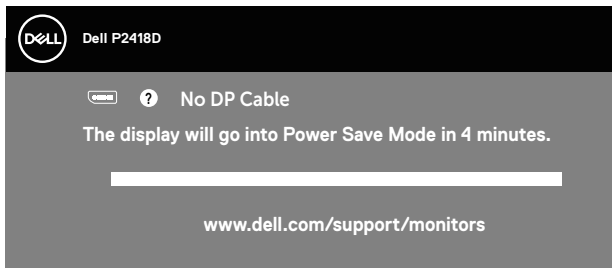 DELL
Dell P2418D
? No DP Cable
The display will go into Power Save Mode in 4 minutes.
www.dell.com/support/monitors